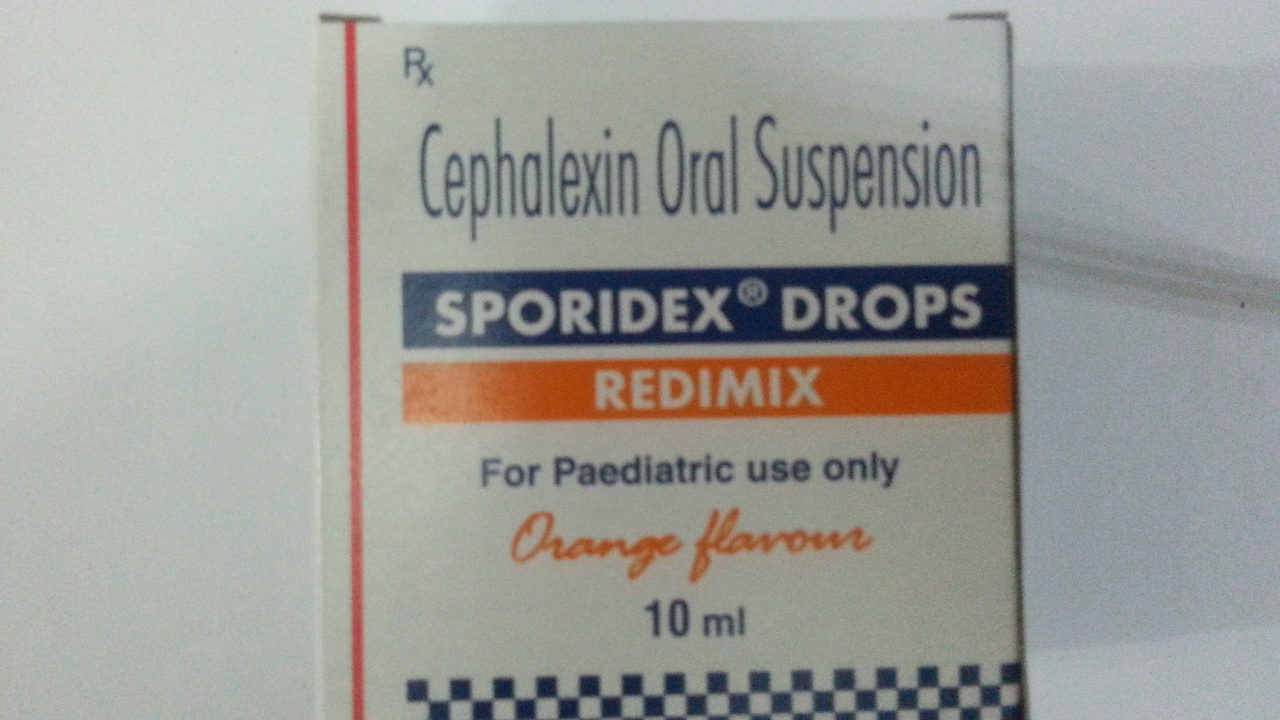 Rx
Cephalexin Oral Suspension
SPORIDEX® DROPS
REDIMIX
For Paediatric use only
Orange flavour
10 ml